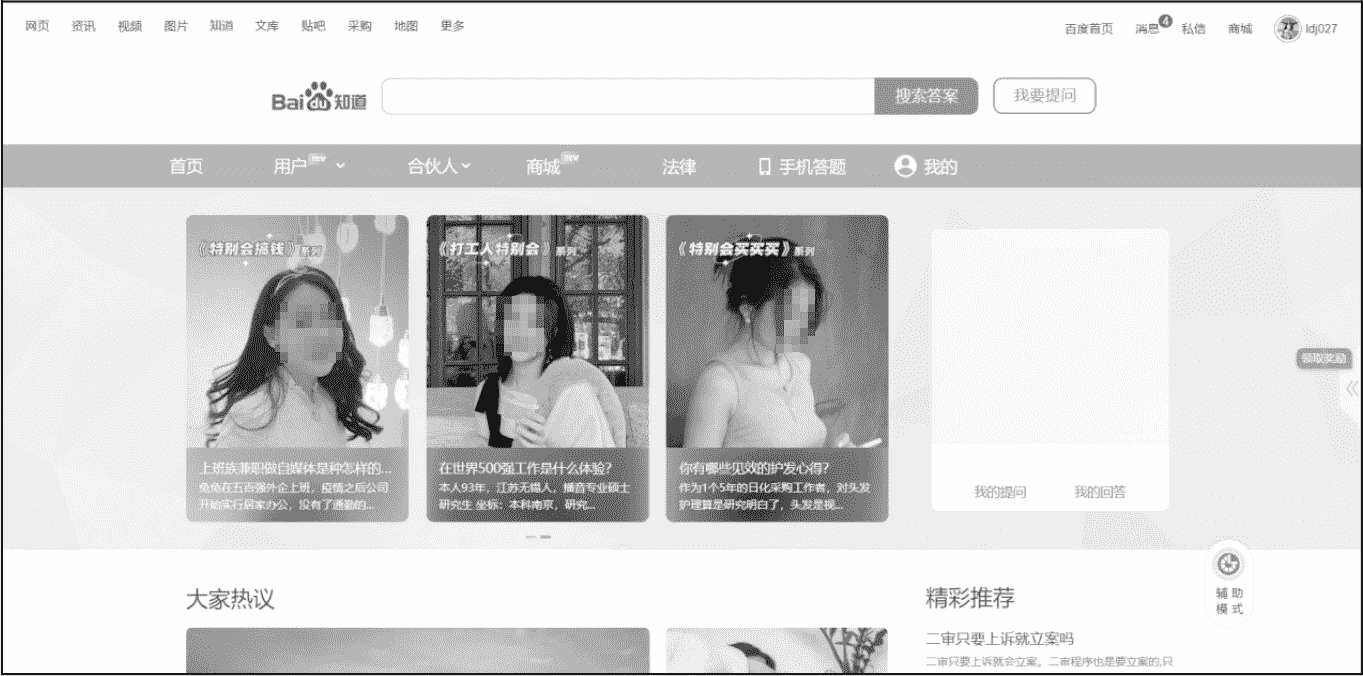 网页 资讯 视频 图片 知道 文库 贴吧 采购 地图 更多
百度首页 消息 4 私信 商城 ldj027
Bai du 知道 搜索答案 我要提问
首页 用户 new 合伙人 商城 new 法律 手机答题 我的
《特别会搞钱》系列
《打工人特别会》系列
《特别会买买买》系列
领取奖励
上班族兼职做自媒体是种怎样的...
兔兔在五百强外企上班，疫情之后公司
开始实行居家办公，没有了通勤的...
在世界500强工作是什么体验?
本人93年，江苏无锡人，播音专业硕士
研究生 坐标：本科南京，研究...
你有哪些见效的护发心得?
作为1个5年的日化采购工作者，对头发
护理算是研究明白了，头发是视...
我的提问 我的回答
辅助
模式
大家热议
精彩推荐
二审只要上诉就立案吗
二审只要上诉就会立案。二审程序也是要立案的,只